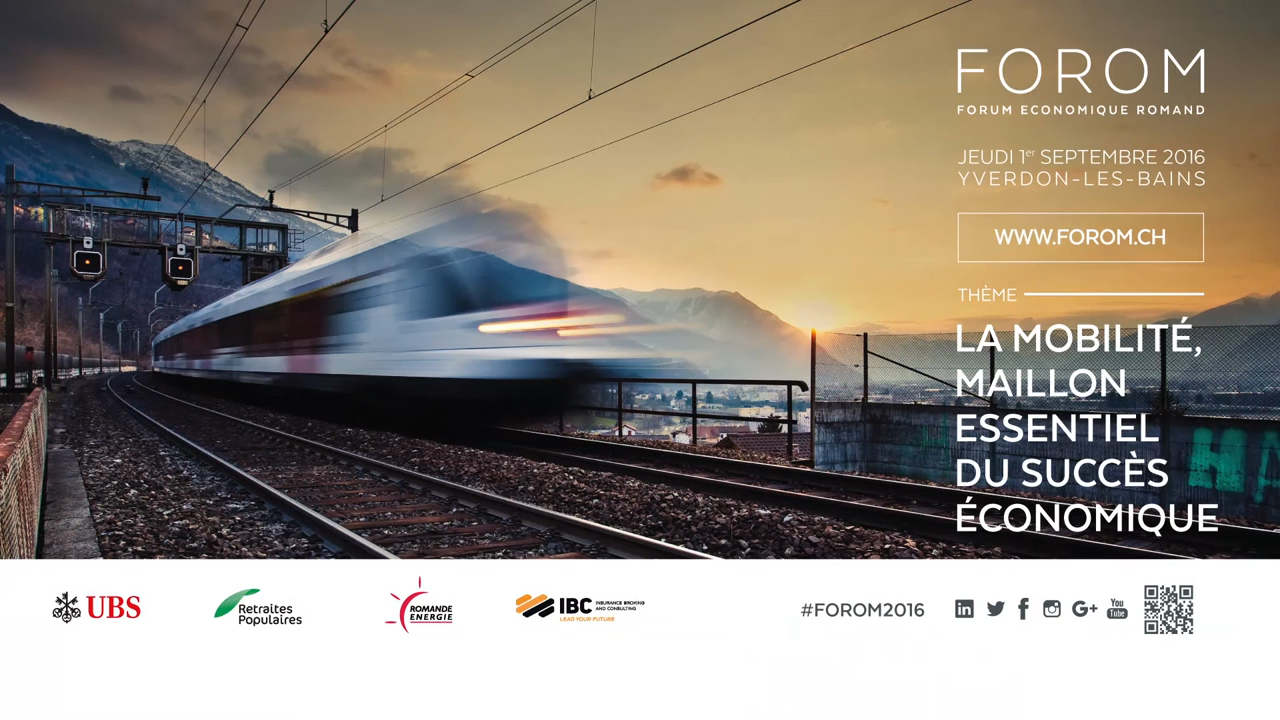 FOROM
FORUM ECONOMIQUE ROMAND
JEUDI 1er SEPTEMBRE 2016
YVERDON-LES-BAINS
WWW.FOROM.CH
THÈME
LA MOBILITÉ,
MAILLON
ESSENTIEL
DU SUCCÈS
ÉCONOMIQUE
HA
UBS
Retraites
Populaires
ROMANDE
ENERGIE
IBC
INSURANCE BROKING
AND CONSULTING
LEAD YOUR FUTURE
#FOROM2016
in
f
G+
You
Tube